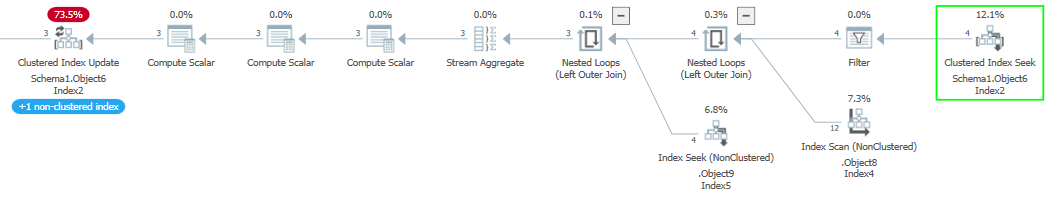 73.5% 0.0% 0.0% 0.0% 0.0% 0.1% 0.3% 0.0% 12.1%
3 3 3 3 3 3 4 4 4
Clustered Index Update Compute Scalar Compute Scalar Compute Scalar Stream Aggregate Nested Loops Nested Loops Filter Clustered Index Seek
(Left Outer Join) (Left Outer Join)
Schema1.Object6 Schema1.Object6
Index2 Index2
+1 non-clustered index
6.8% 7.3%
4 12
Index Seek (NonClustered) Index Scan (NonClustered)
.Object9 .Object8
Index5 Index4